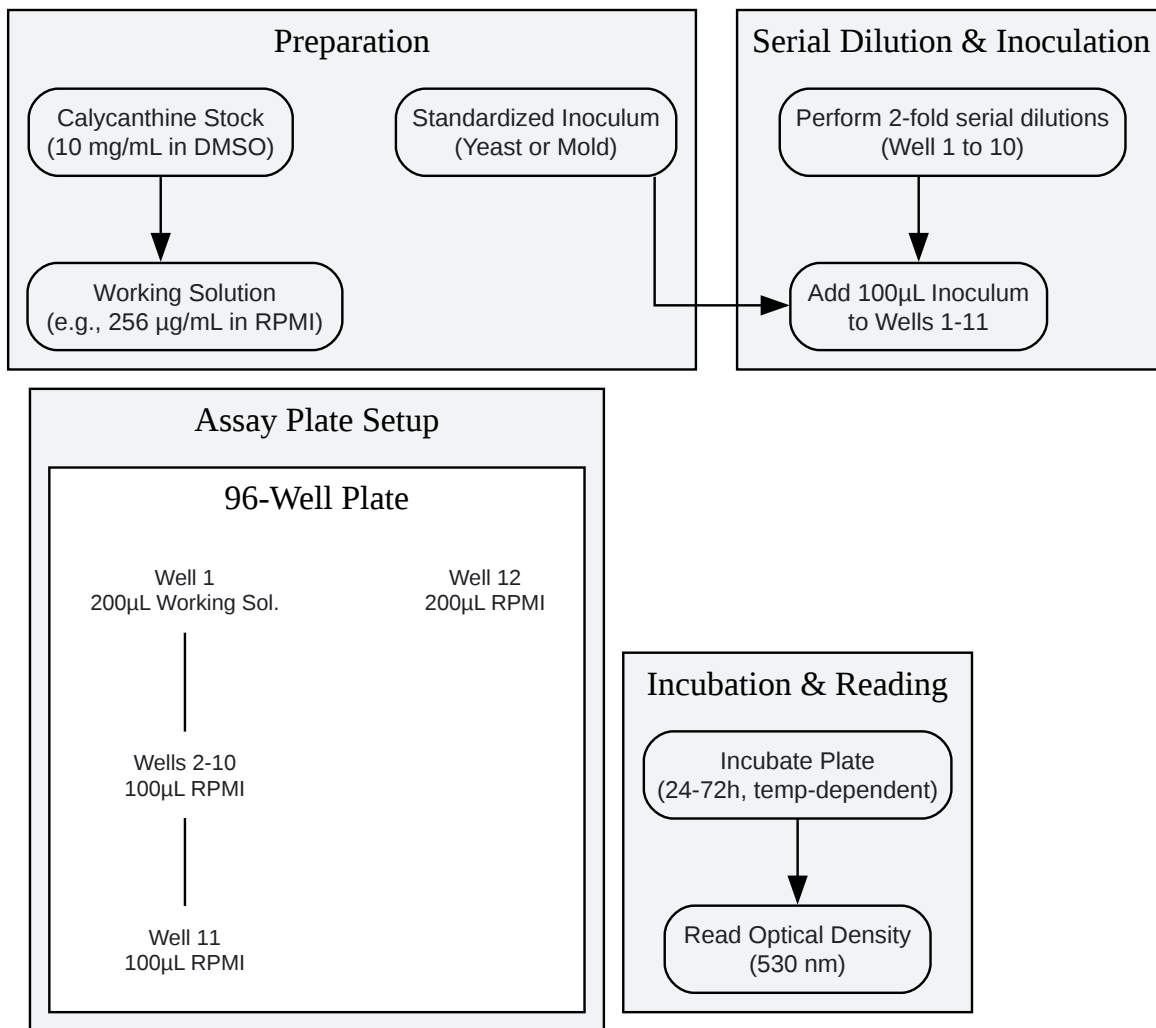 Preparation
Calycanthine Stock
(10 mg/mL in DMSO)
Standardized Inoculum
(Yeast or Mold)
Working Solution
(e.g., 256 µg/mL in RPMI)
Serial Dilution & Inoculation
Perform 2-fold serial dilutions
(Well 1 to 10)
Add 100µL Inoculum
to Wells 1-11
Assay Plate Setup
96-Well Plate
Well 1
200µL Working Sol.
Well 12
200µL RPMI
Wells 2-10
100µL RPMI
Well 11
100µL RPMI
Incubation & Reading
Incubate Plate
(24-72h, temp-dependent)
Read Optical Density
(530 nm)